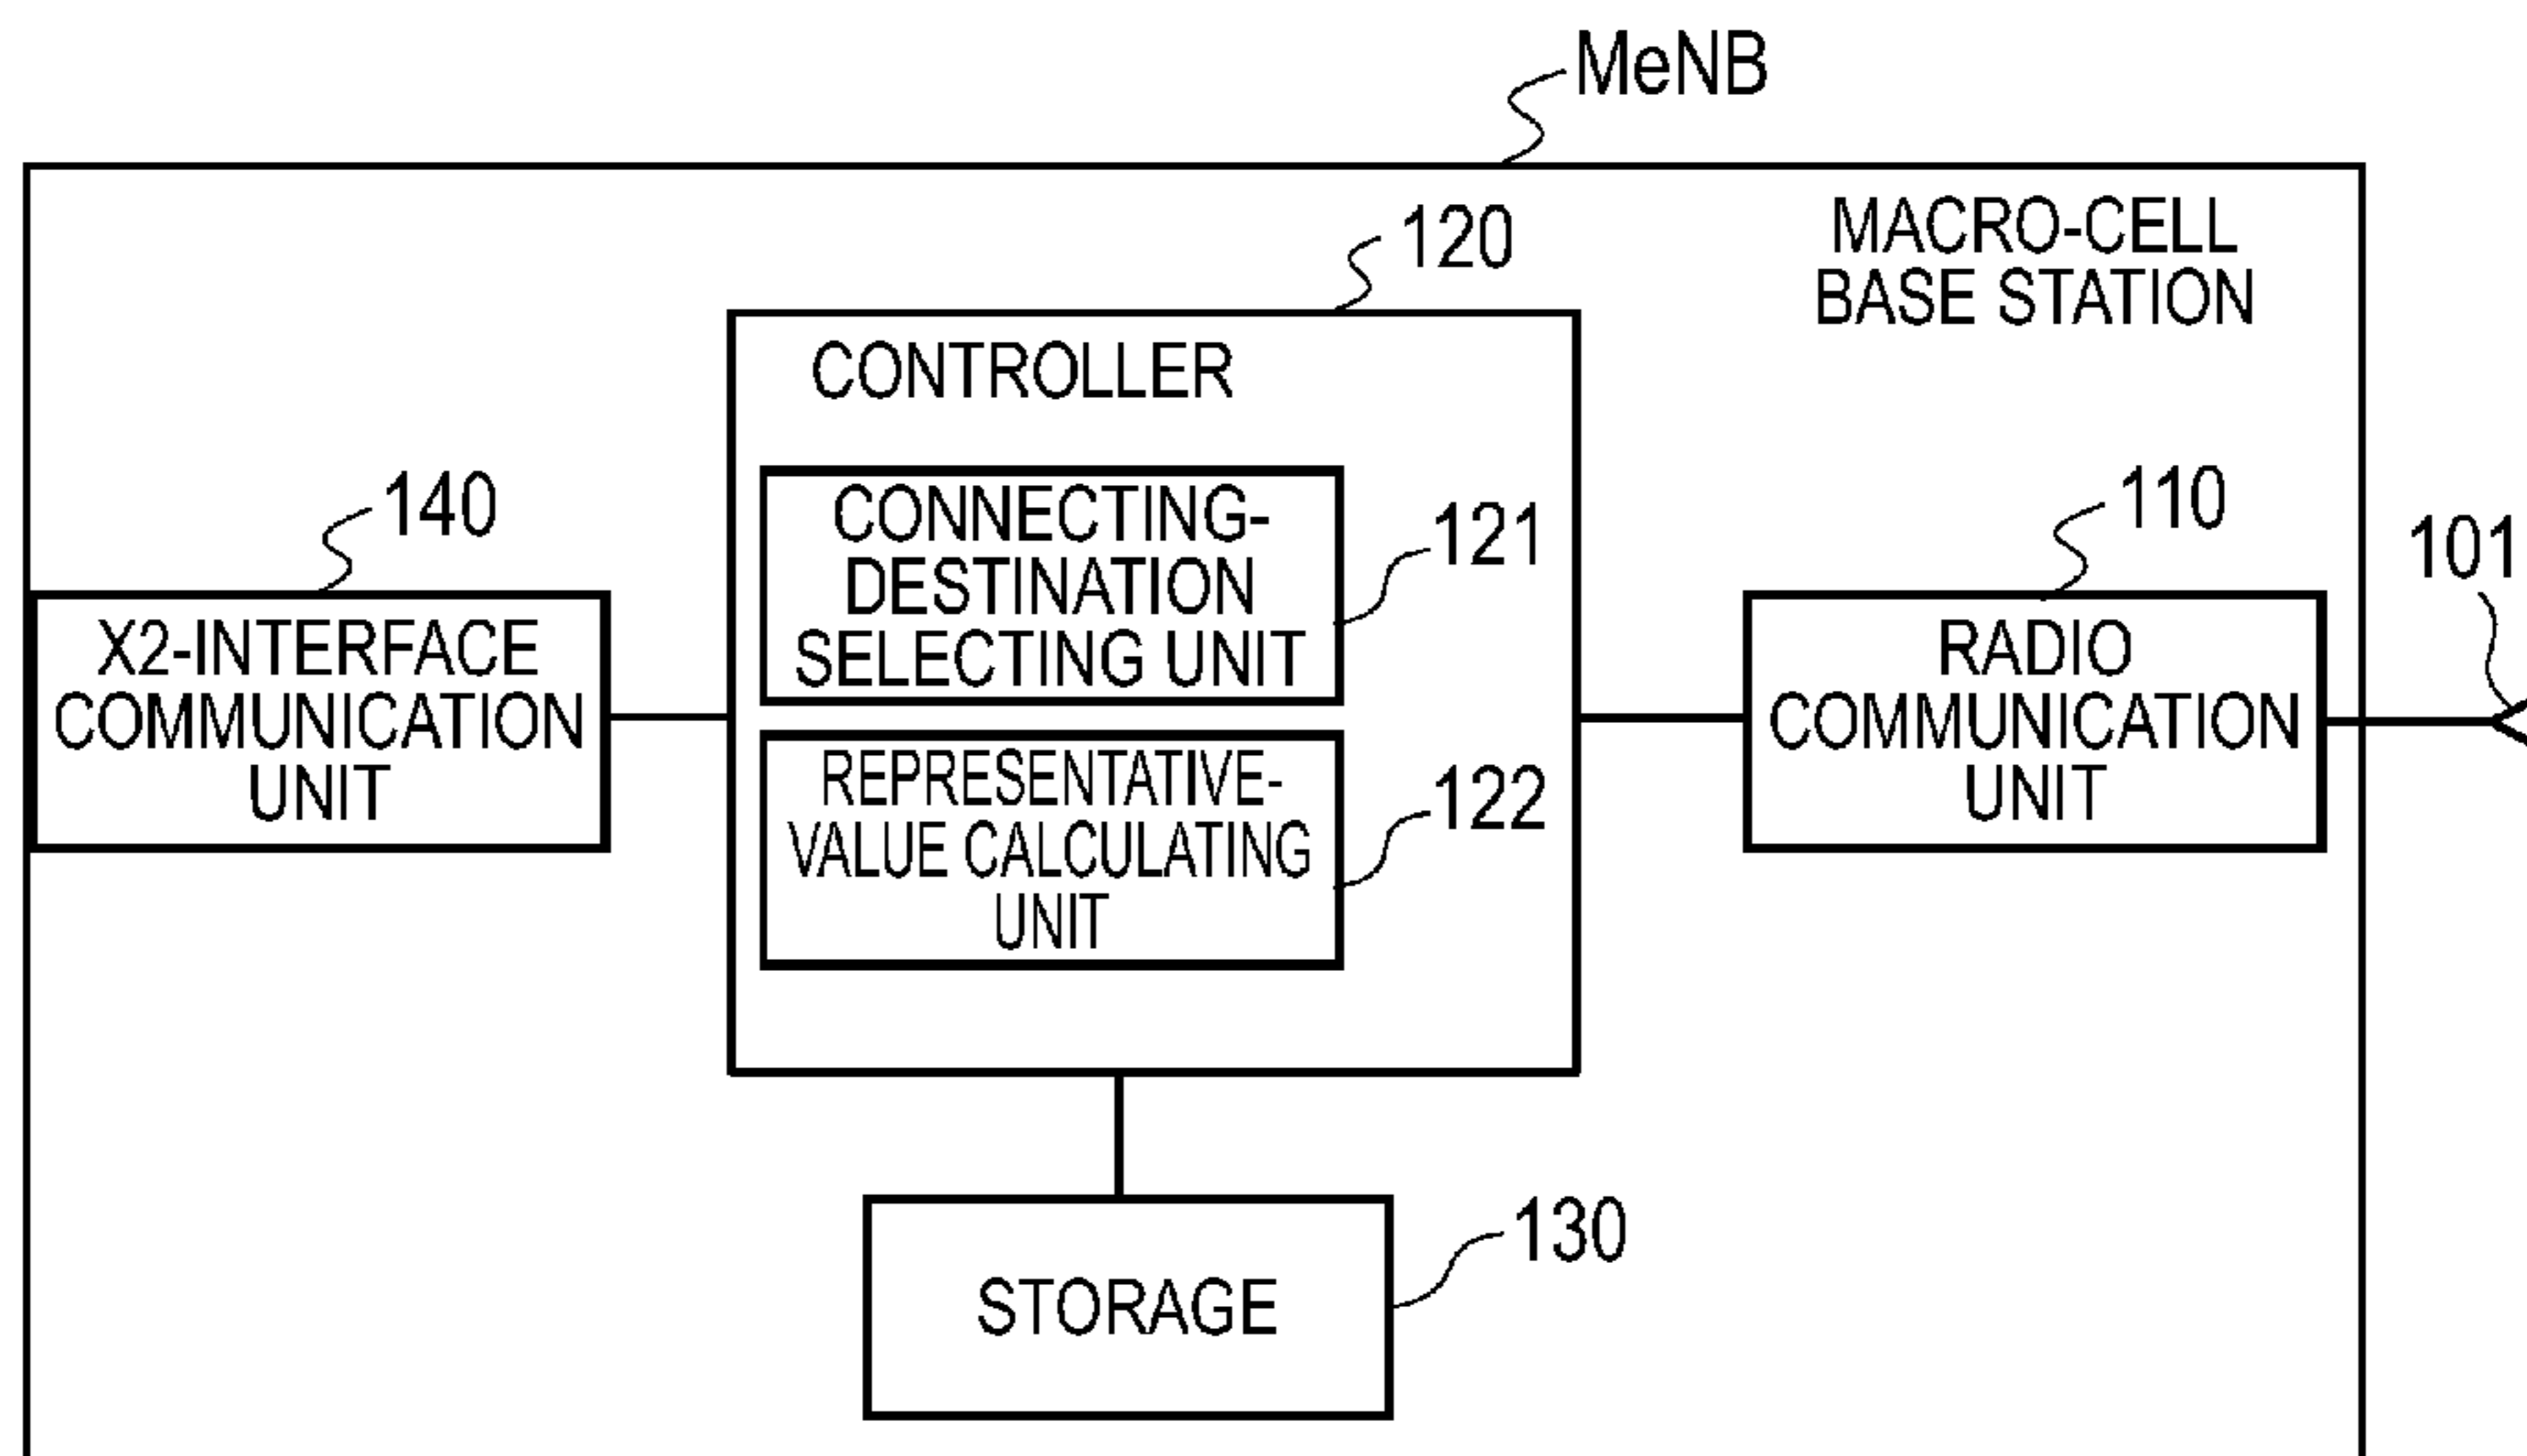 MeNB
MACRO-CELL
BASE STATION
120
CONTROLLER
140
X2-INTERFACE
COMMUNICATION
UNIT
CONNECTING-
DESTINATION
SELECTING UNIT
121
REPRESENTATIVE-
VALUE CALCULATING
UNIT
122
110
RADIO
COMMUNICATION
UNIT
101
130
STORAGE